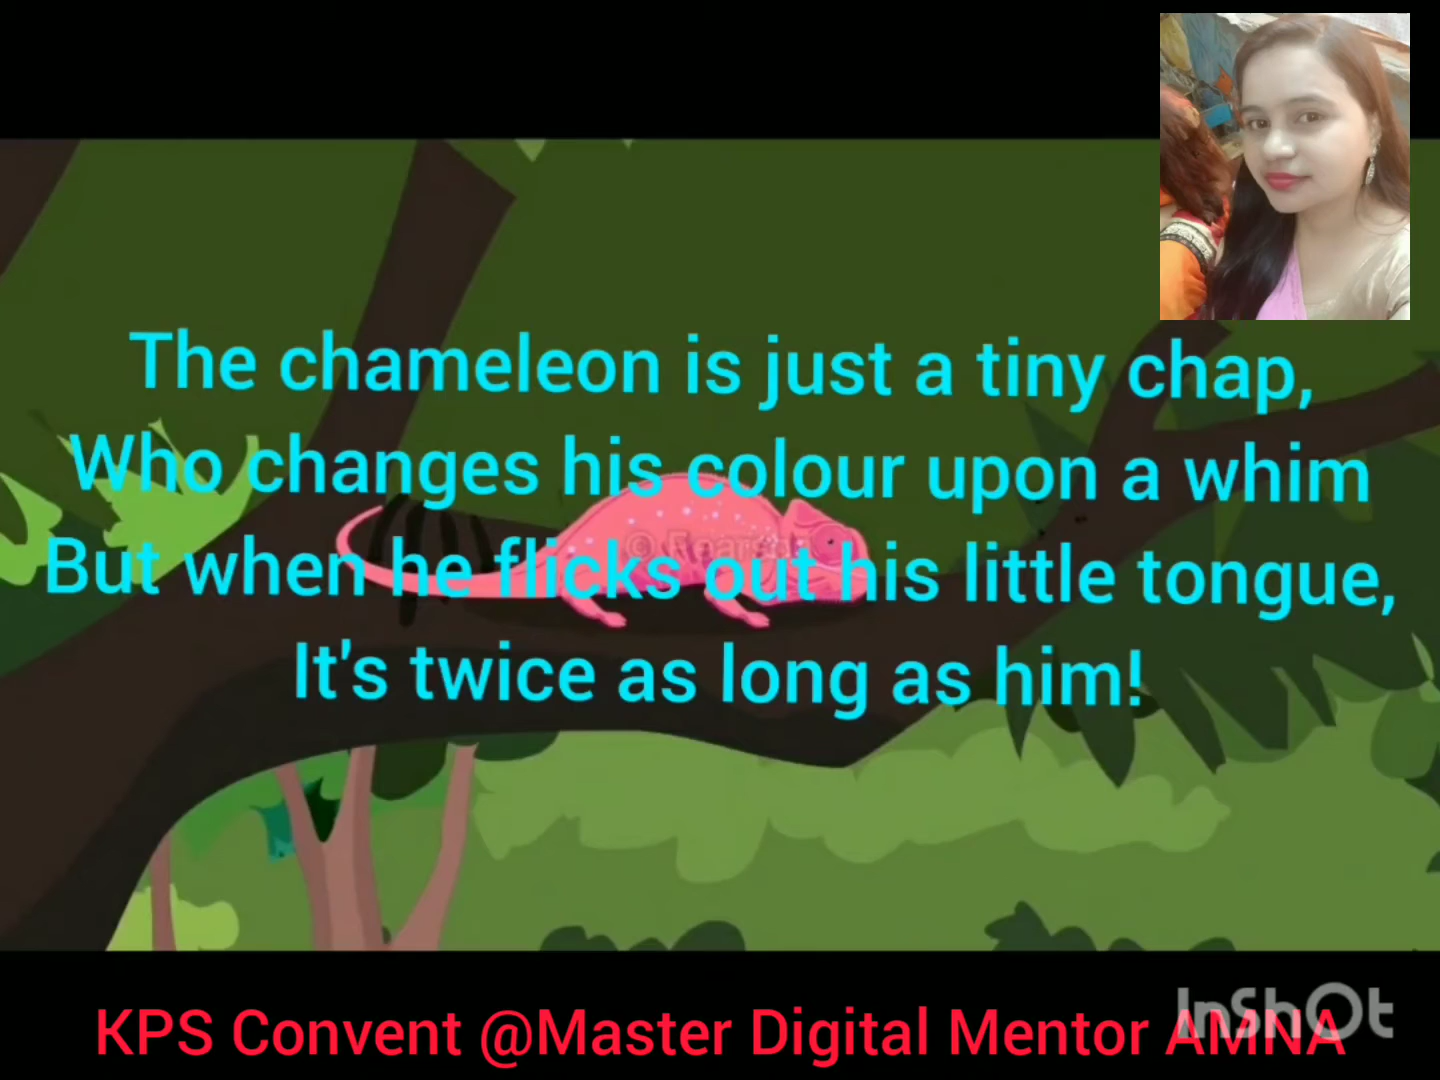 The chameleon is just a tiny chap,
Who changes his colour upon a whim
But when he flicks out his little tongue,
It's twice as long as him!
© Pearson
KPS Convent @Master Digital Mentor AMNA
InShOt